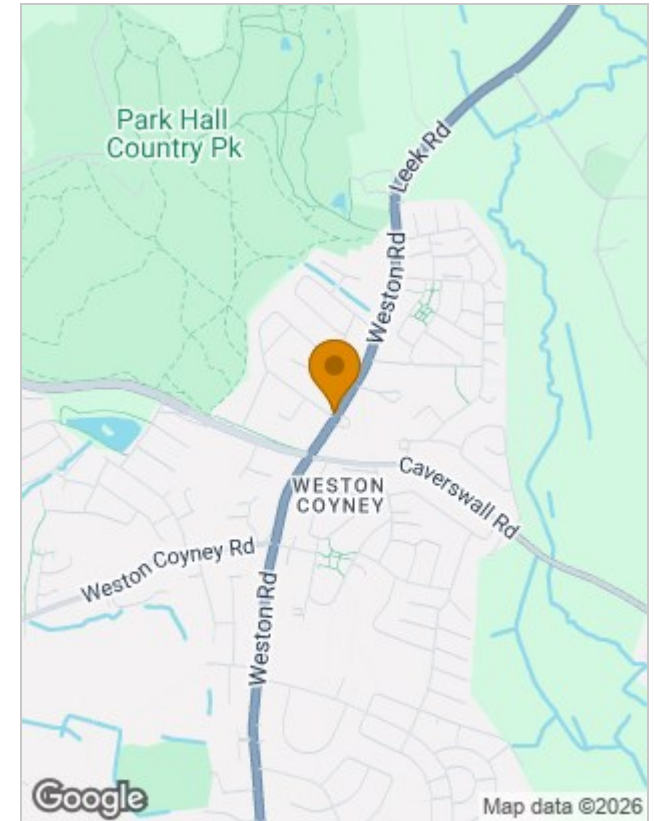 Park Hall
Country Pk
Leek Rd
Weston Rd
WESTON
COYNEY
Caverswall Rd
Weston Coyney Rd
Weston Rd
Google
Map data ©2026